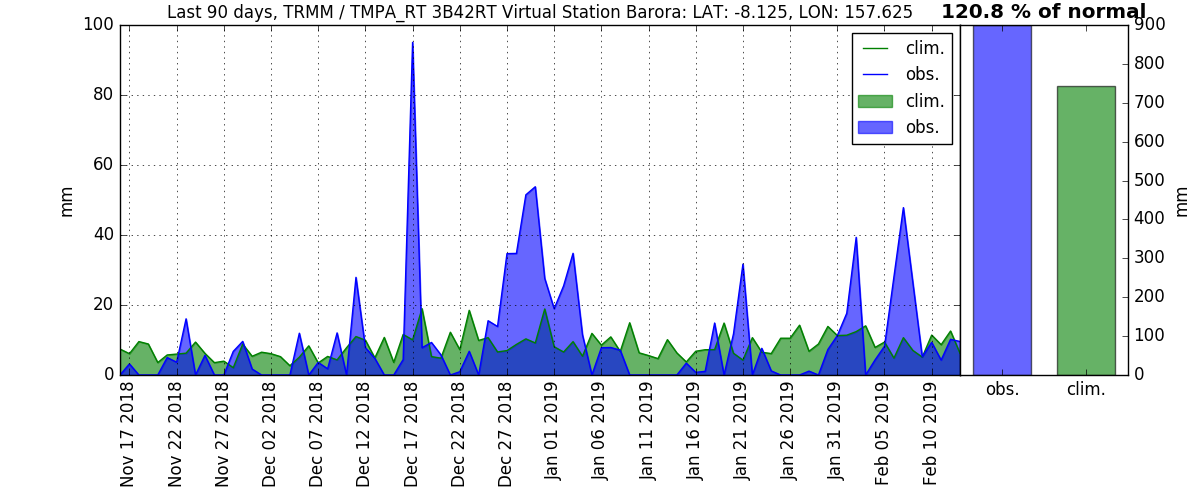 Last 90 days, TRMM / TMPA_RT 3B42RT Virtual Station Barora: LAT: -8.125, LON: 157.625
120.8 % of normal
100
80
60
40
20
0
mm
clim.
obs.
clim.
obs.
Nov 17 2018
Nov 22 2018
Nov 27 2018
Dec 02 2018
Dec 07 2018
Dec 12 2018
Dec 17 2018
Dec 22 2018
Dec 27 2018
Jan 01 2019
Jan 06 2019
Jan 11 2019
Jan 16 2019
Jan 21 2019
Jan 26 2019
Jan 31 2019
Feb 05 2019
Feb 10 2019
900
800
700
600
500
400
300
200
100
0
mm
obs.
clim.